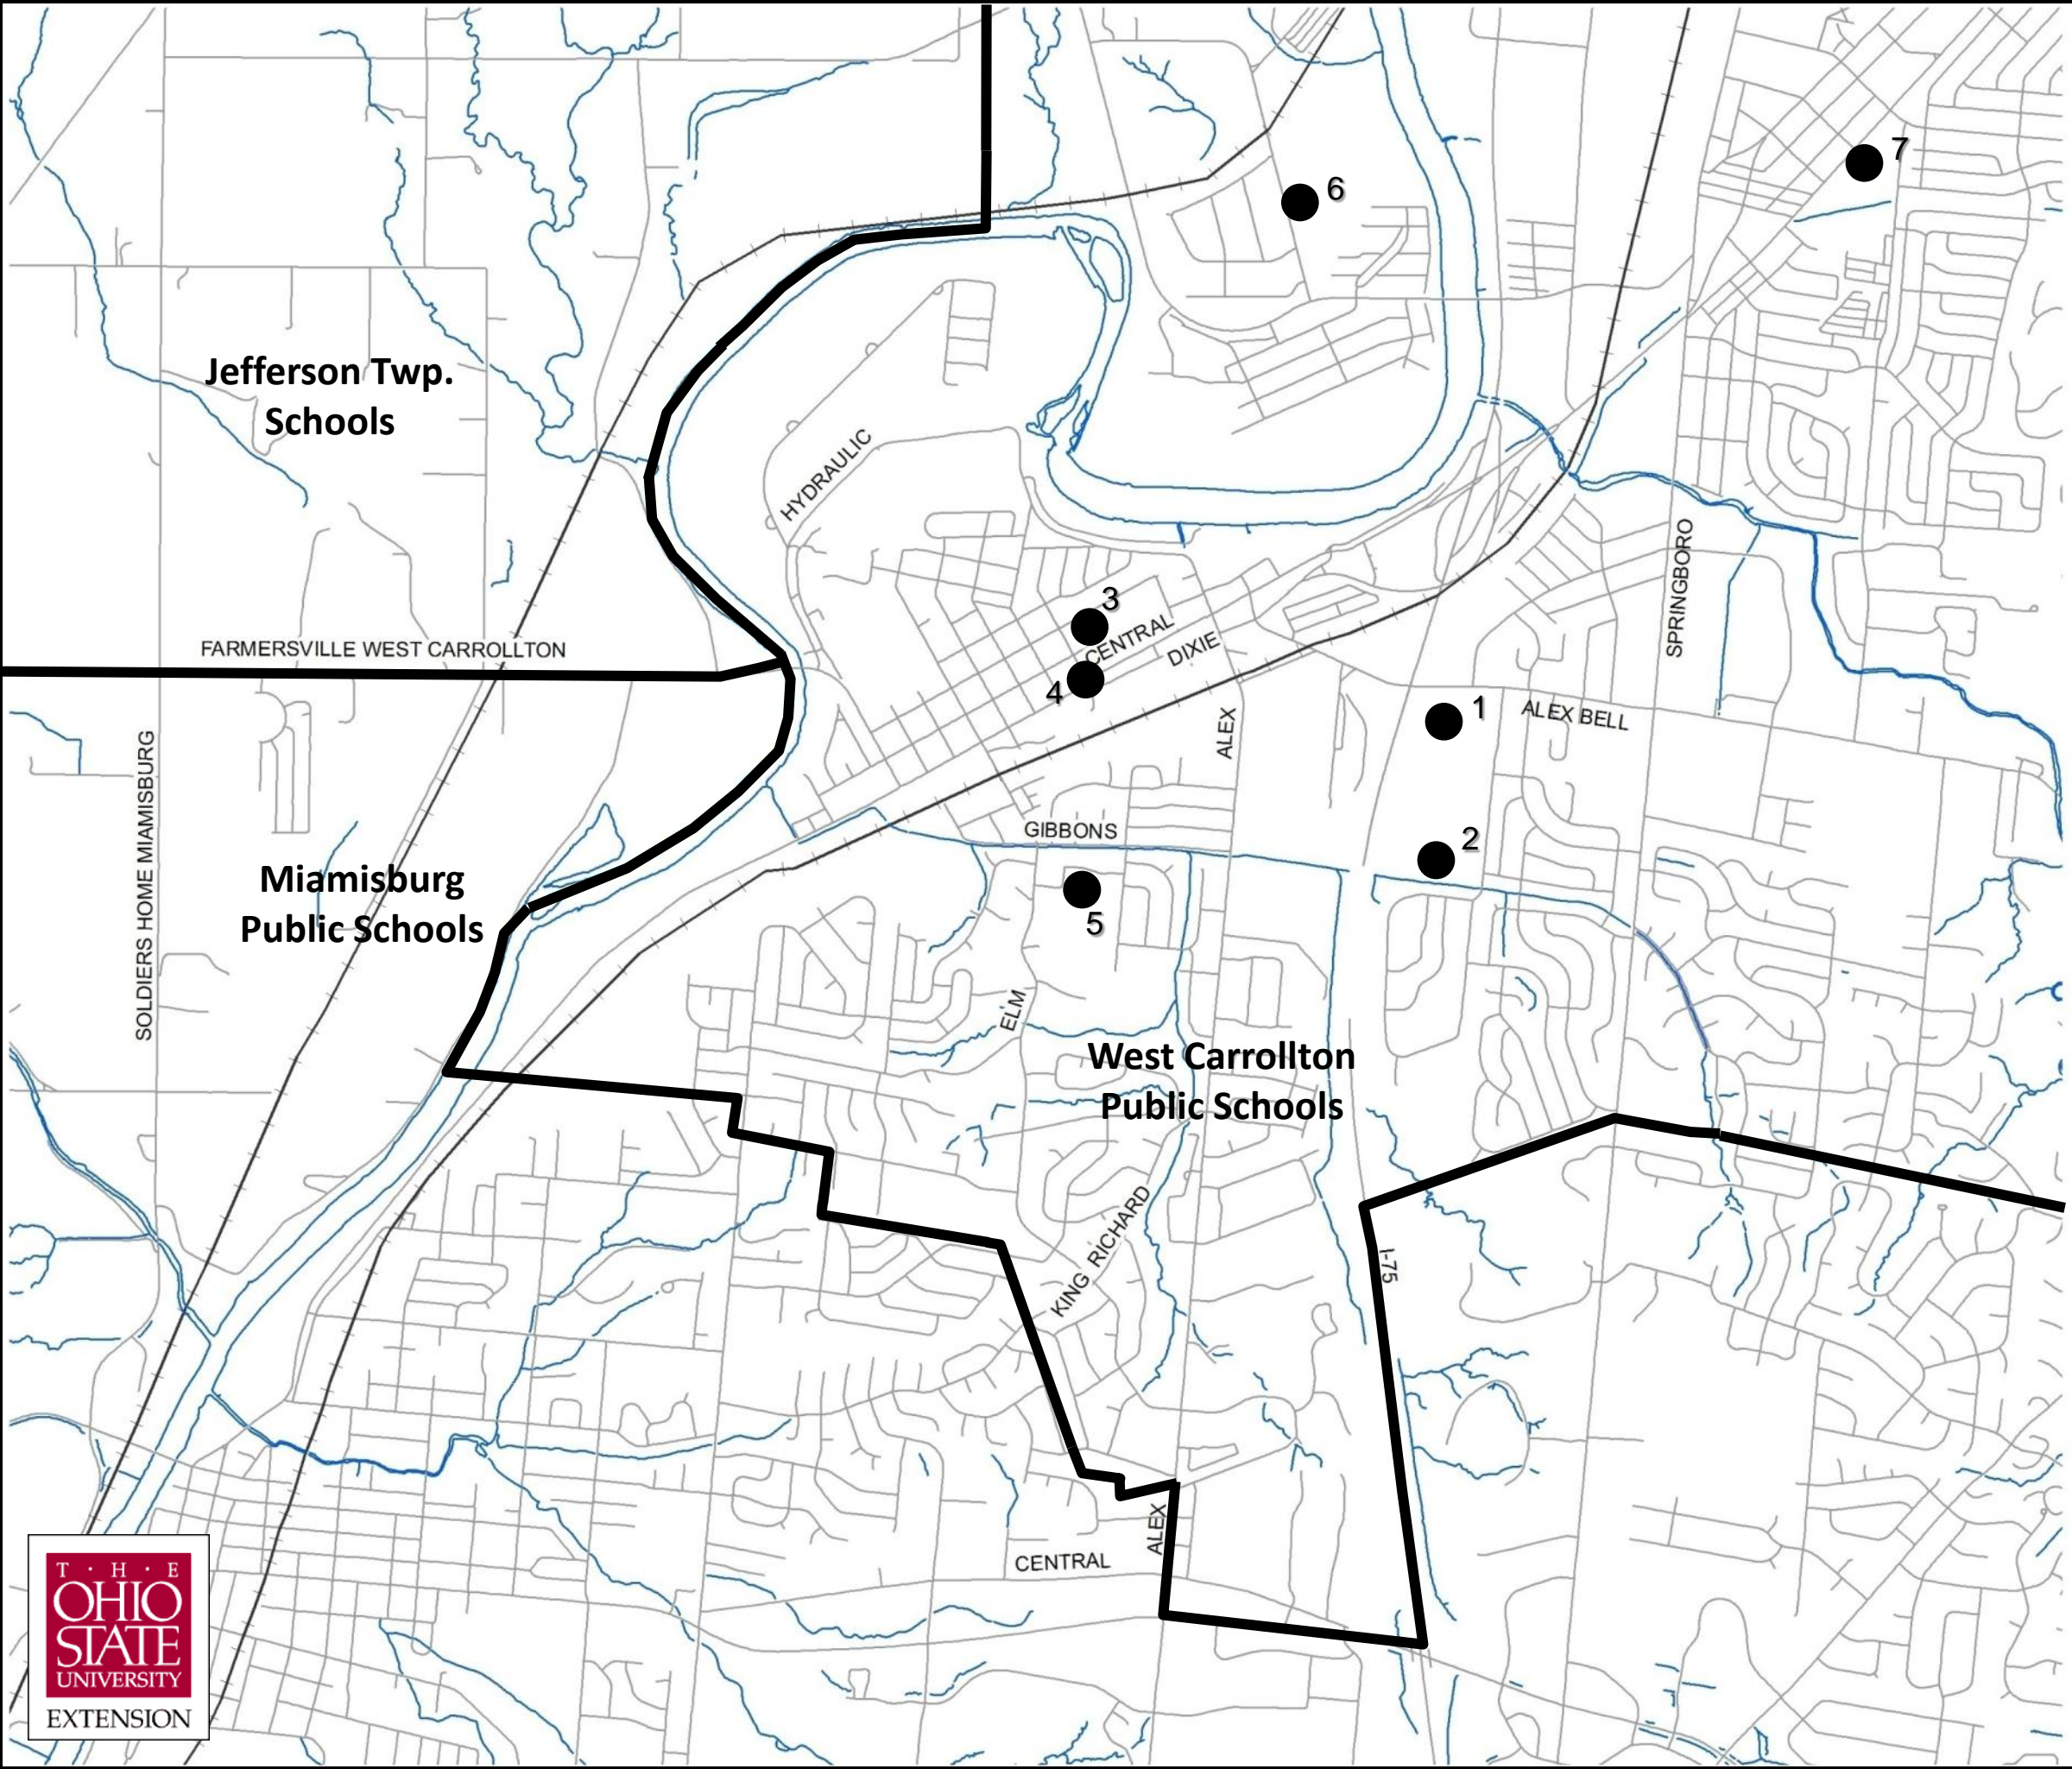 7
6
Jefferson Twp.
Schools
HYDRAULIC
SPRINGBORO
3
CENTRAL
DIXIE
FARMERSVILLE WEST CARROLLTON
4
ALEX
1
ALEX BELL
SOLDIERS HOME MIAMISBURG
GIBBONS
2
Miamisburg
Public Schools
5
ELM
West Carrollton
Public Schools
KING RICHARD
I-75
ALEX
CENTRAL
T · H · E
OHIO
STATE
UNIVERSITY
EXTENSION